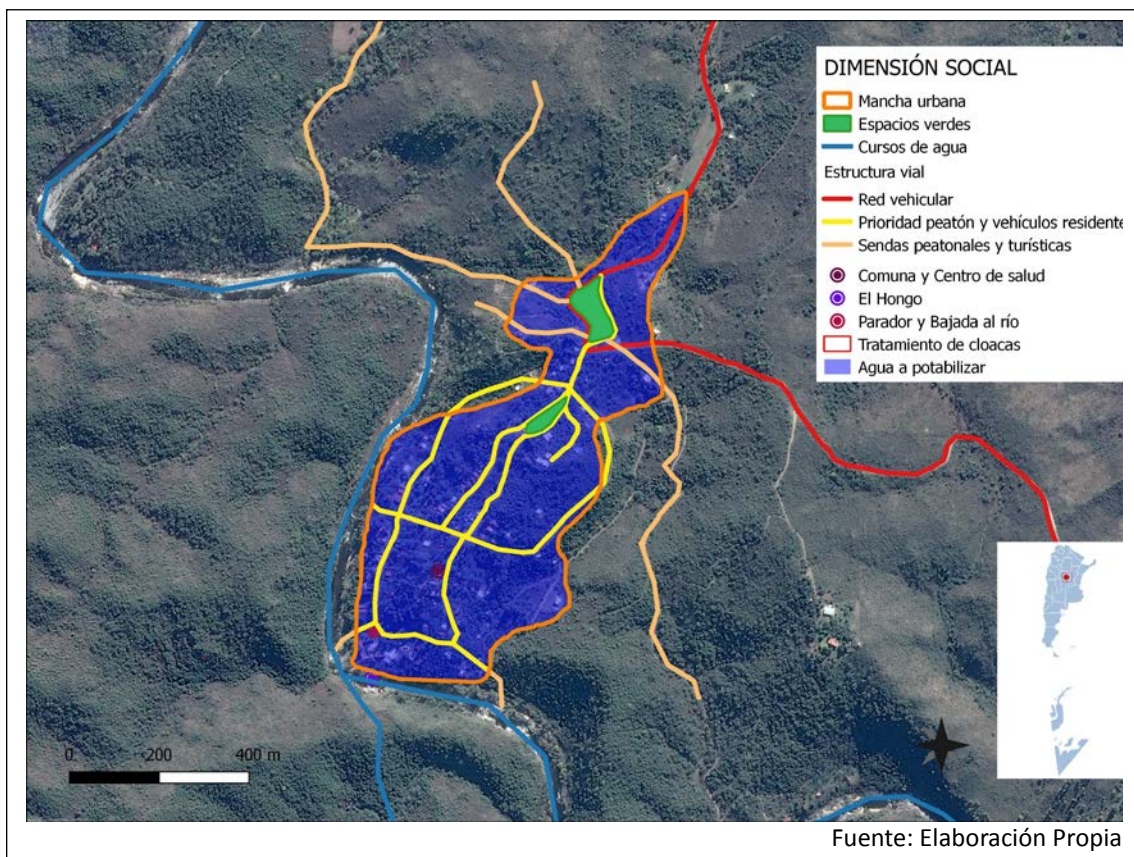 DIMENSIÓN SOCIAL
Mancha urbana
Espacios verdes
Cursos de agua
Estructura vial
Red vehicular
Prioridad peatón y vehículos residente
Sendas peatonales y turísticas
Comuna y Centro de salud
El Hongo
Parador y Bajada al río
Tratamiento de cloacas
Agua a potabilizar
0 200 400 m
Fuente: Elaboración Propia